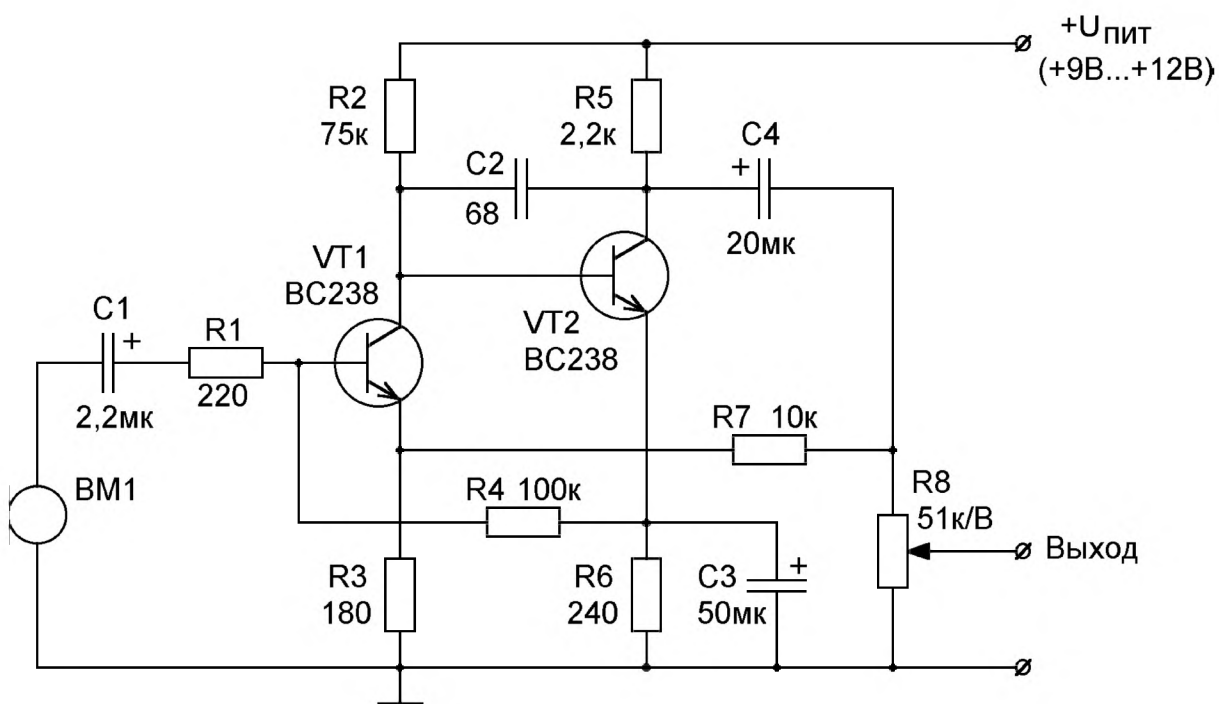 +Uпит
(+9В...+12В)
R2
75к
R5
2,2к
C2
68
C4
20мк
VT1
BC238
VT2
BC238
C1
2,2мк
R1
220
R7 10к
BM1
R4 100к
R8
51к/В
Выход
R3
180
R6
240
C3
50мк